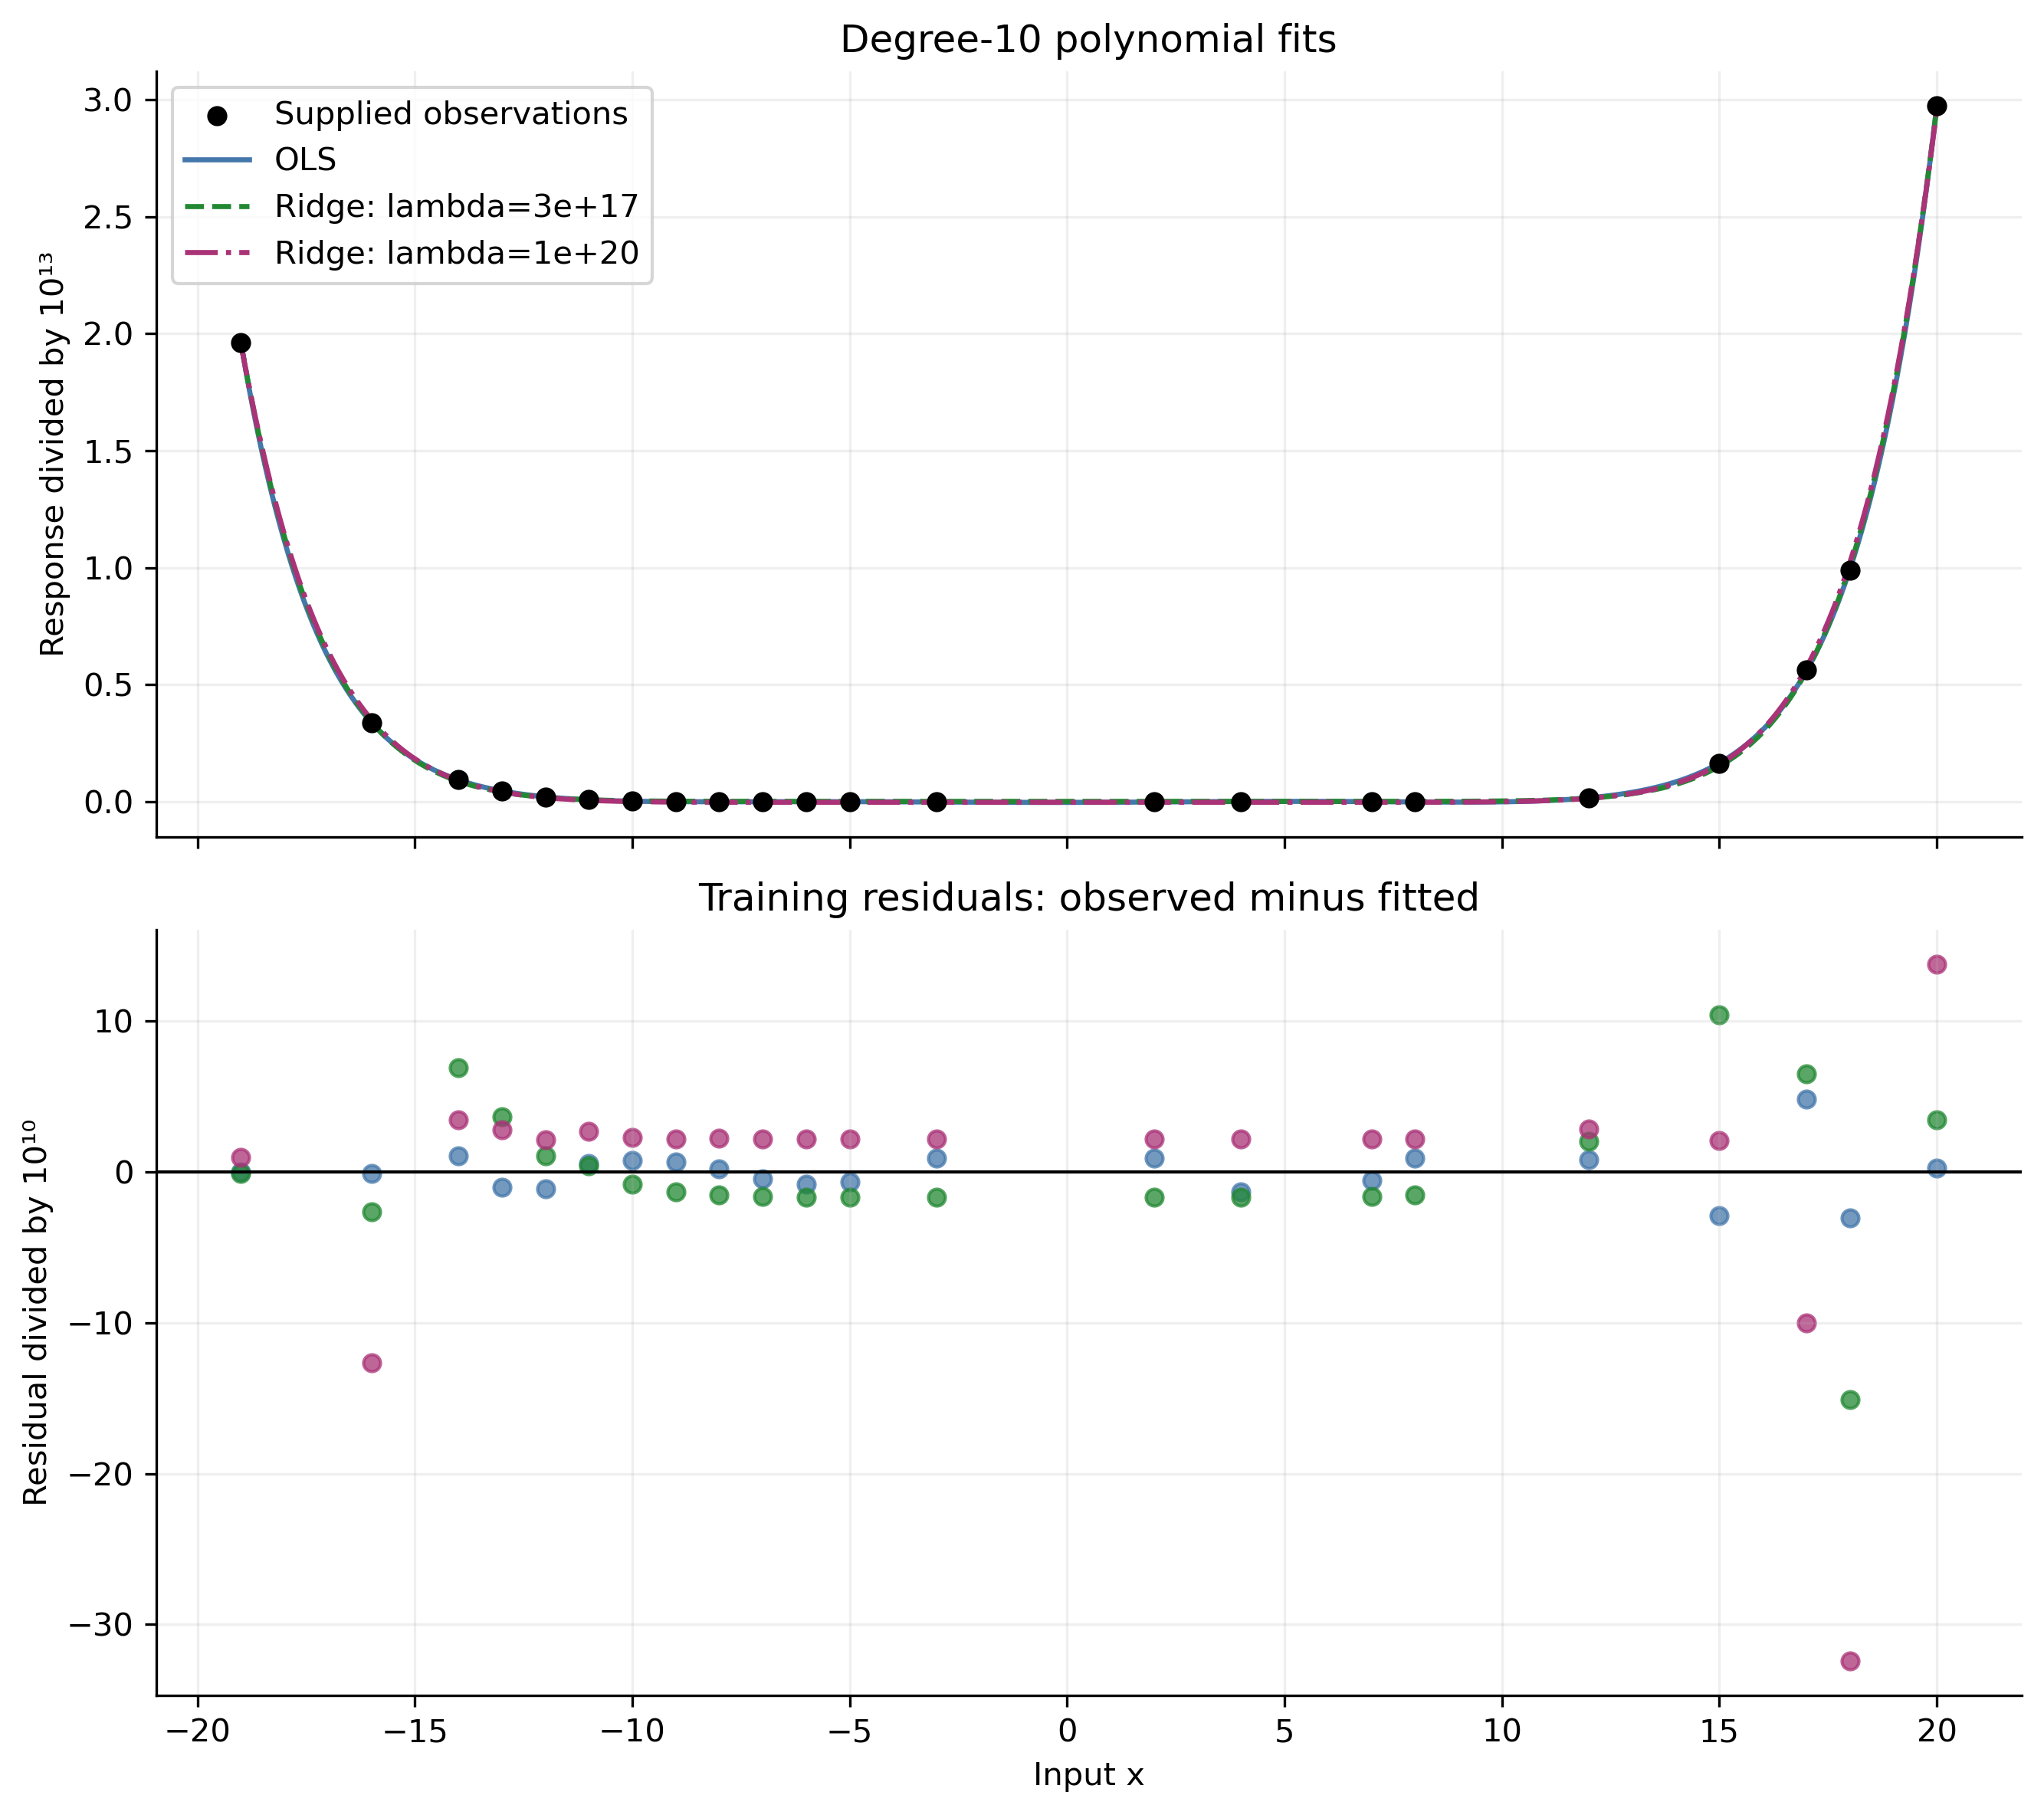 Degree-10 polynomial fits
Response divided by 10¹³
3.0
2.5
2.0
1.5
1.0
0.5
0.0
Supplied observations
OLS
Ridge: lambda=3e+17
Ridge: lambda=1e+20
Training residuals: observed minus fitted
Residual divided by 10¹⁰
10
0
−10
−20
−30
−20 −15 −10 −5 0 5 10 15 20
Input x